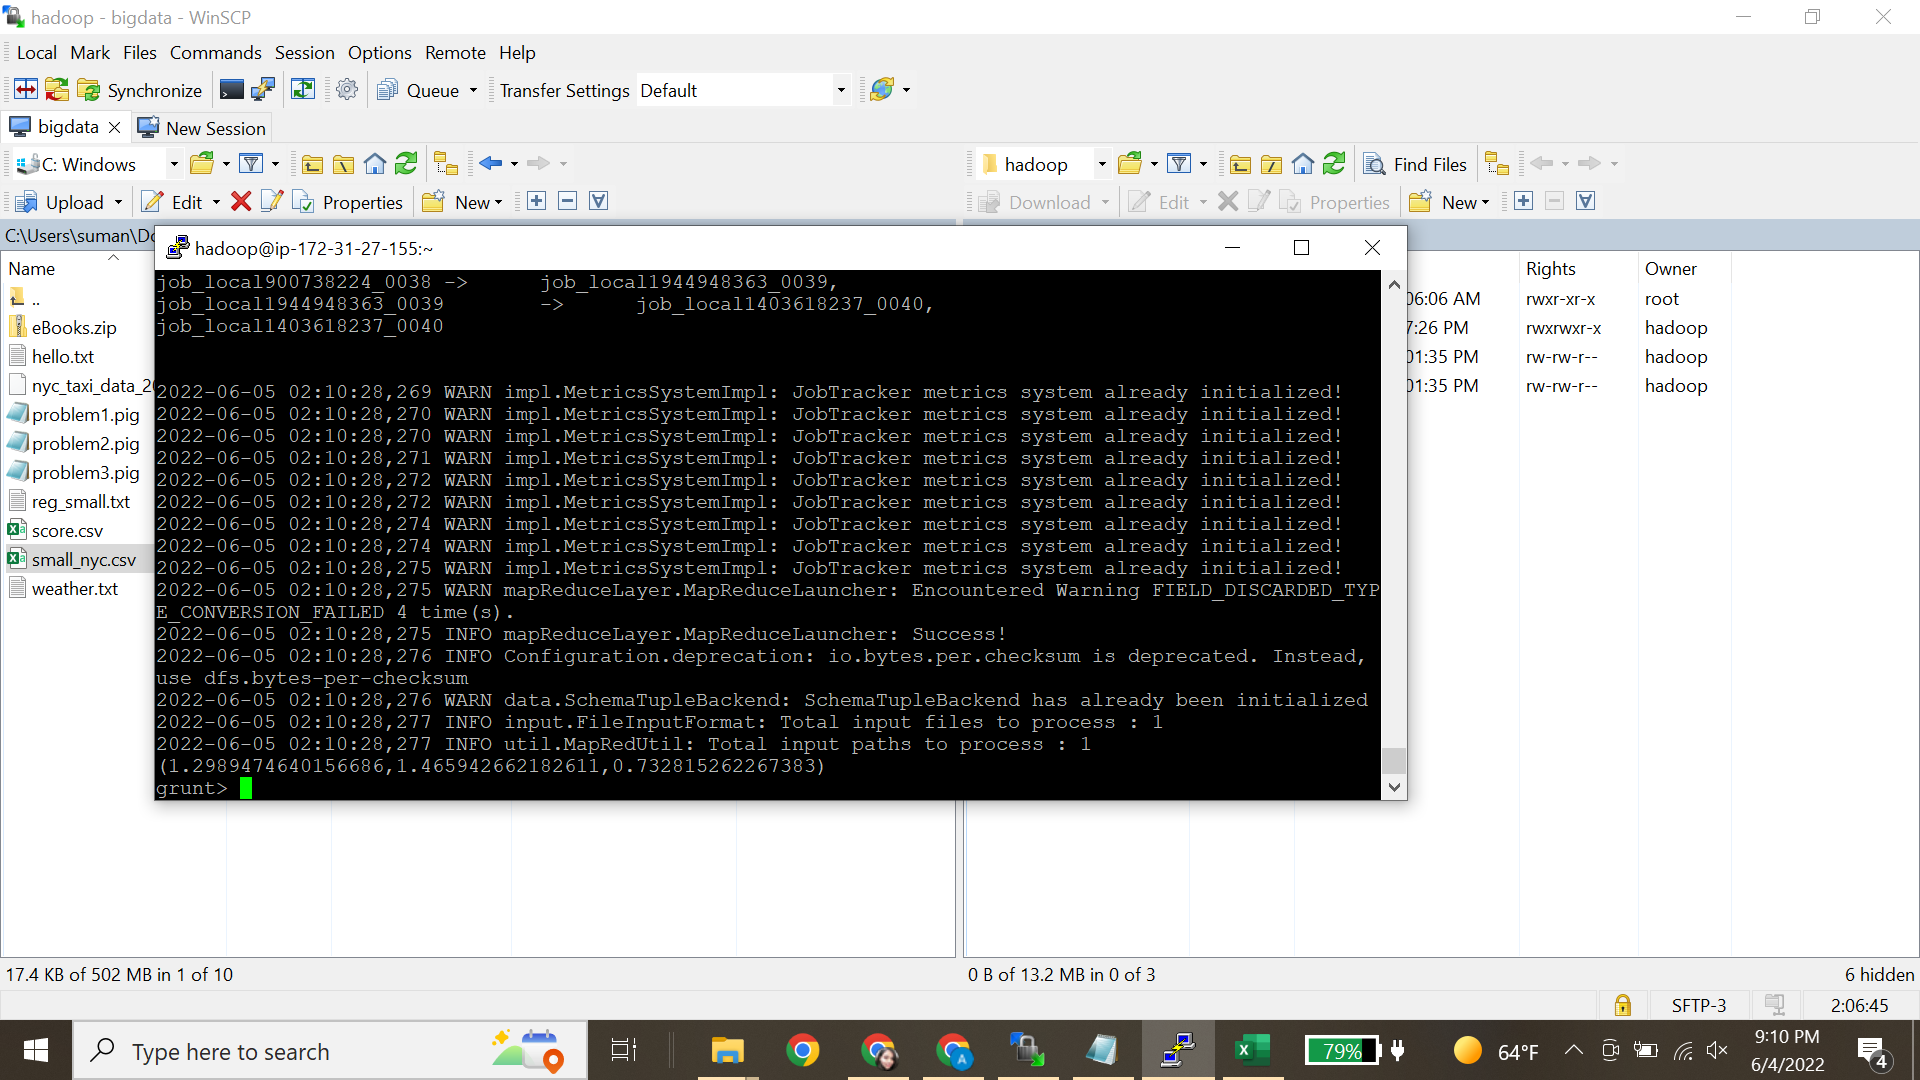 hadoop - bigdata - WinSCP
Local Mark Files Commands Session Options Remote Help
Synchronize Queue Transfer Settings Default
bigdata New Session
C: Windows hadoop Find Files
Upload Edit Properties New Download Edit Properties New
C:\Users\suman\Do
hadoop@ip-172-31-27-155:~
Name Rights Owner
..
06:06 AM rwxr-xr-x root
eBooks.zip 7:26 PM rwxrwxr-x hadoop
hello.txt 01:35 PM rw-rw-r-- hadoop
nyc_taxi_data_20 01:35 PM rw-rw-r-- hadoop
problem1.pig
problem2.pig
problem3.pig
reg_small.txt
score.csv
small_nyc.csv
weather.txt
job_local900738224_0038 -> job_local1944948363_0039,
job_local1944948363_0039 -> job_local1403618237_0040,
job_local1403618237_0040
2022-06-05 02:10:28,269 WARN impl.MetricsSystemImpl: JobTracker metrics system already initialized!
2022-06-05 02:10:28,270 WARN impl.MetricsSystemImpl: JobTracker metrics system already initialized!
2022-06-05 02:10:28,270 WARN impl.MetricsSystemImpl: JobTracker metrics system already initialized!
2022-06-05 02:10:28,271 WARN impl.MetricsSystemImpl: JobTracker metrics system already initialized!
2022-06-05 02:10:28,272 WARN impl.MetricsSystemImpl: JobTracker metrics system already initialized!
2022-06-05 02:10:28,272 WARN impl.MetricsSystemImpl: JobTracker metrics system already initialized!
2022-06-05 02:10:28,274 WARN impl.MetricsSystemImpl: JobTracker metrics system already initialized!
2022-06-05 02:10:28,274 WARN impl.MetricsSystemImpl: JobTracker metrics system already initialized!
2022-06-05 02:10:28,275 WARN impl.MetricsSystemImpl: JobTracker metrics system already initialized!
2022-06-05 02:10:28,275 WARN mapReduceLayer.MapReduceLauncher: Encountered Warning FIELD_DISCARDED_TYP
E_CONVERSION_FAILED 4 time(s).
2022-06-05 02:10:28,275 INFO mapReduceLayer.MapReduceLauncher: Success!
2022-06-05 02:10:28,276 INFO Configuration.deprecation: io.bytes.per.checksum is deprecated. Instead,
use dfs.bytes-per-checksum
2022-06-05 02:10:28,276 WARN data.SchemaTupleBackend: SchemaTupleBackend has already been initialized
2022-06-05 02:10:28,277 INFO input.FileInputFormat: Total input files to process : 1
2022-06-05 02:10:28,277 INFO util.MapRedUtil: Total input paths to process : 1
(1.2989474640156686,1.465942662182611,0.732815262267383)
grunt>
17.4 KB of 502 MB in 1 of 10 0 B of 13.2 MB in 0 of 3 6 hidden
SFTP-3 2:06:45
Type here to search 79% 64°F 9:10 PM
6/4/2022 4